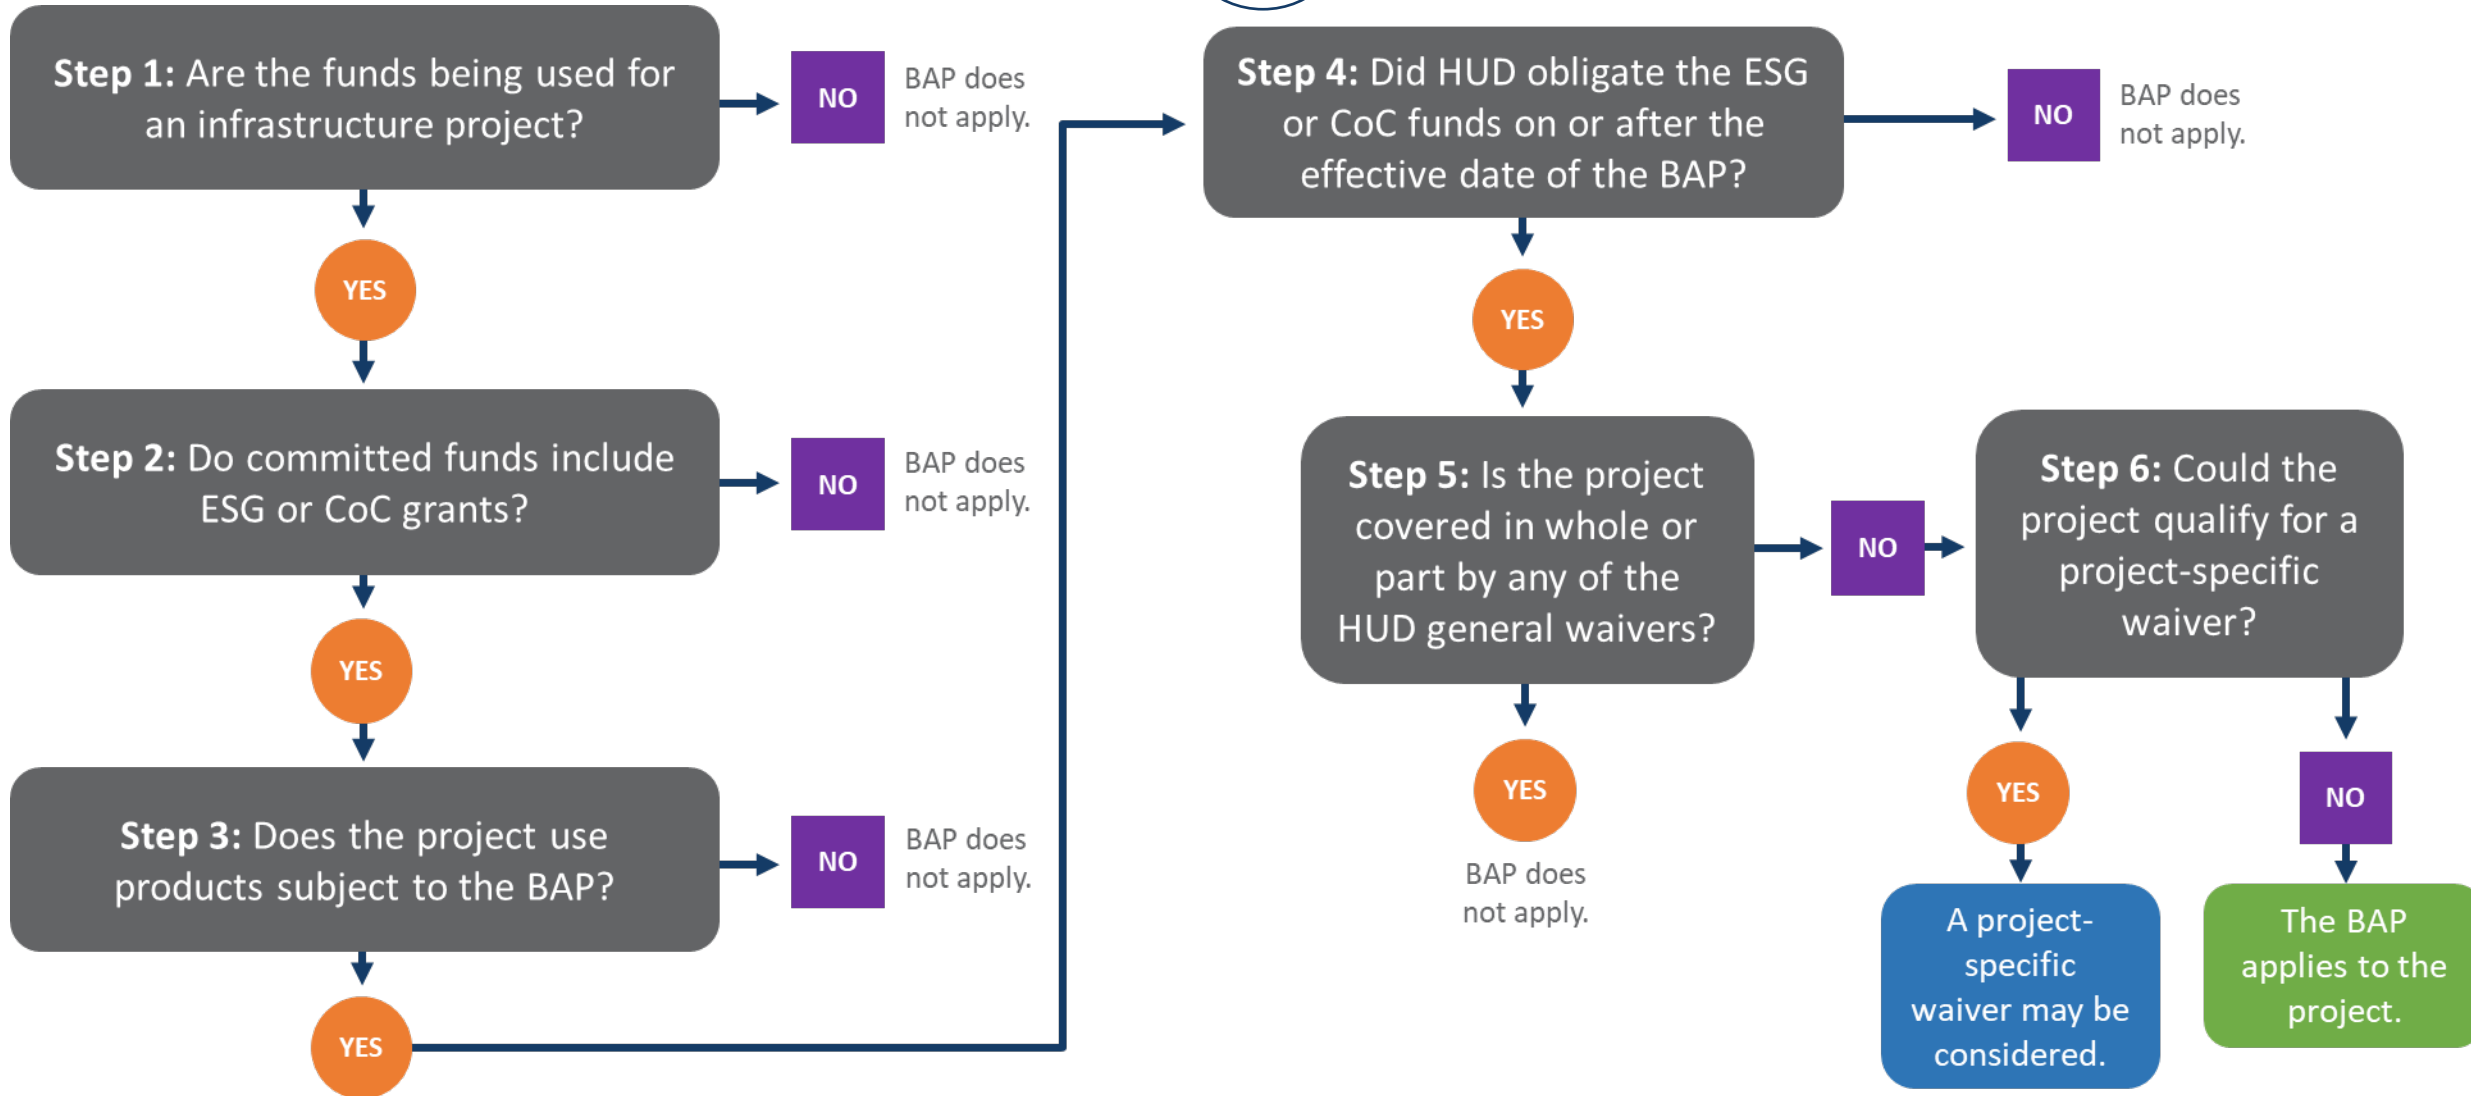 Step 1: Are the funds being used for
an infrastructure project?
NO
BAP does
not apply.
YES
Step 2: Do committed funds include
ESG or CoC grants?
NO
BAP does
not apply.
YES
Step 3: Does the project use
products subject to the BAP?
NO
BAP does
not apply.
YES
Step 4: Did HUD obligate the ESG
or CoC funds on or after the
effective date of the BAP?
NO
BAP does
not apply.
YES
Step 5: Is the project
covered in whole or
part by any of the
HUD general waivers?
YES
BAP does
not apply.
NO
Step 6: Could the
project qualify for a
project-specific
waiver?
YES
A project-
specific
waiver may be
considered.
NO
The BAP
applies to the
project.